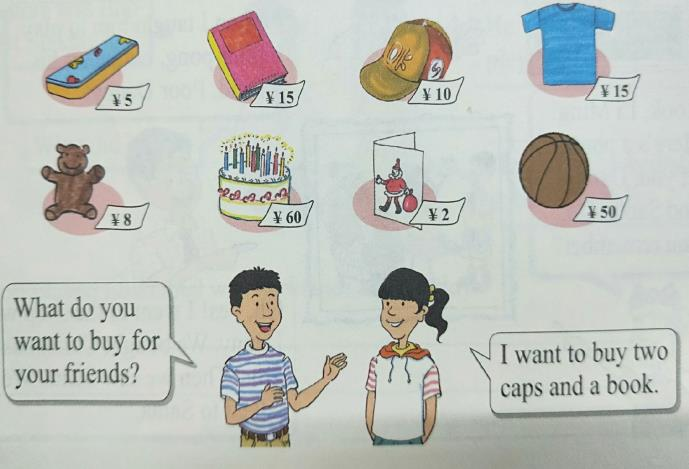 ¥ 5
¥ 15
¥ 10
¥ 15
¥ 8
¥ 60
¥ 2
¥ 50
What do you
want to buy for
your friends?
I want to buy two
caps and a book.